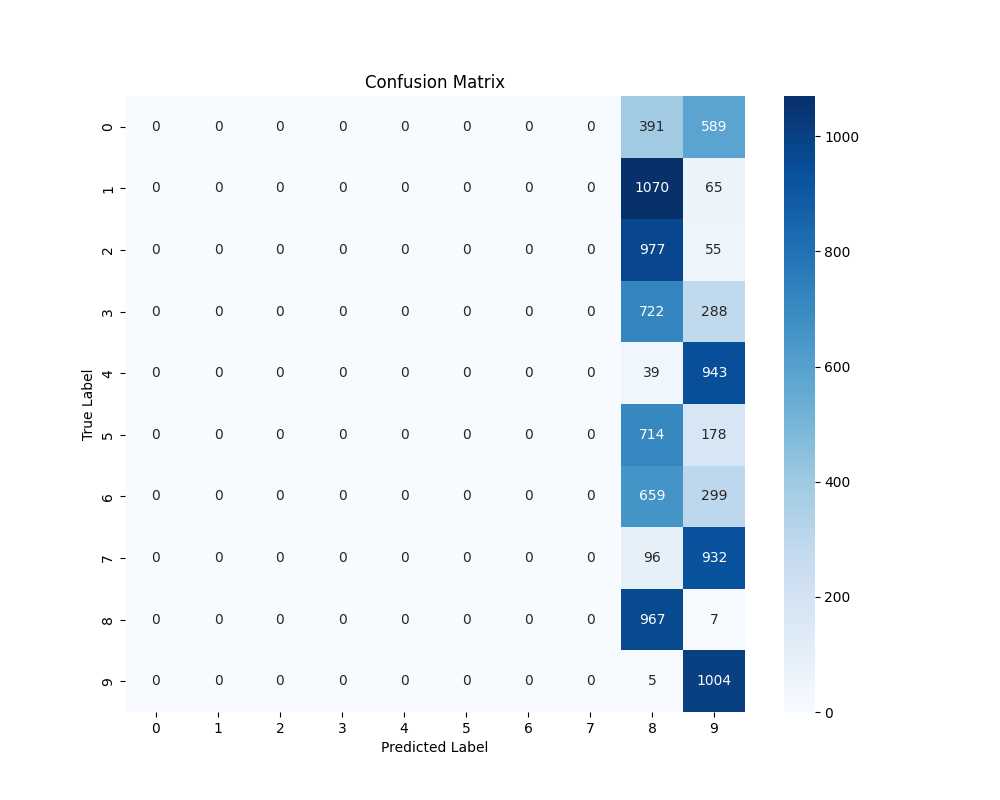 Confusion Matrix
0 0 0 0 0 0 0 0 0 391 589
1 0 0 0 0 0 0 0 0 1070 65
2 0 0 0 0 0 0 0 0 977 55
3 0 0 0 0 0 0 0 0 722 288
4 0 0 0 0 0 0 0 0 39 943
5 0 0 0 0 0 0 0 0 714 178
6 0 0 0 0 0 0 0 0 659 299
7 0 0 0 0 0 0 0 0 96 932
8 0 0 0 0 0 0 0 0 967 7
9 0 0 0 0 0 0 0 0 5 1004
0 1 2 3 4 5 6 7 8 9
Predicted Label
True Label
1000
800
600
400
200
0